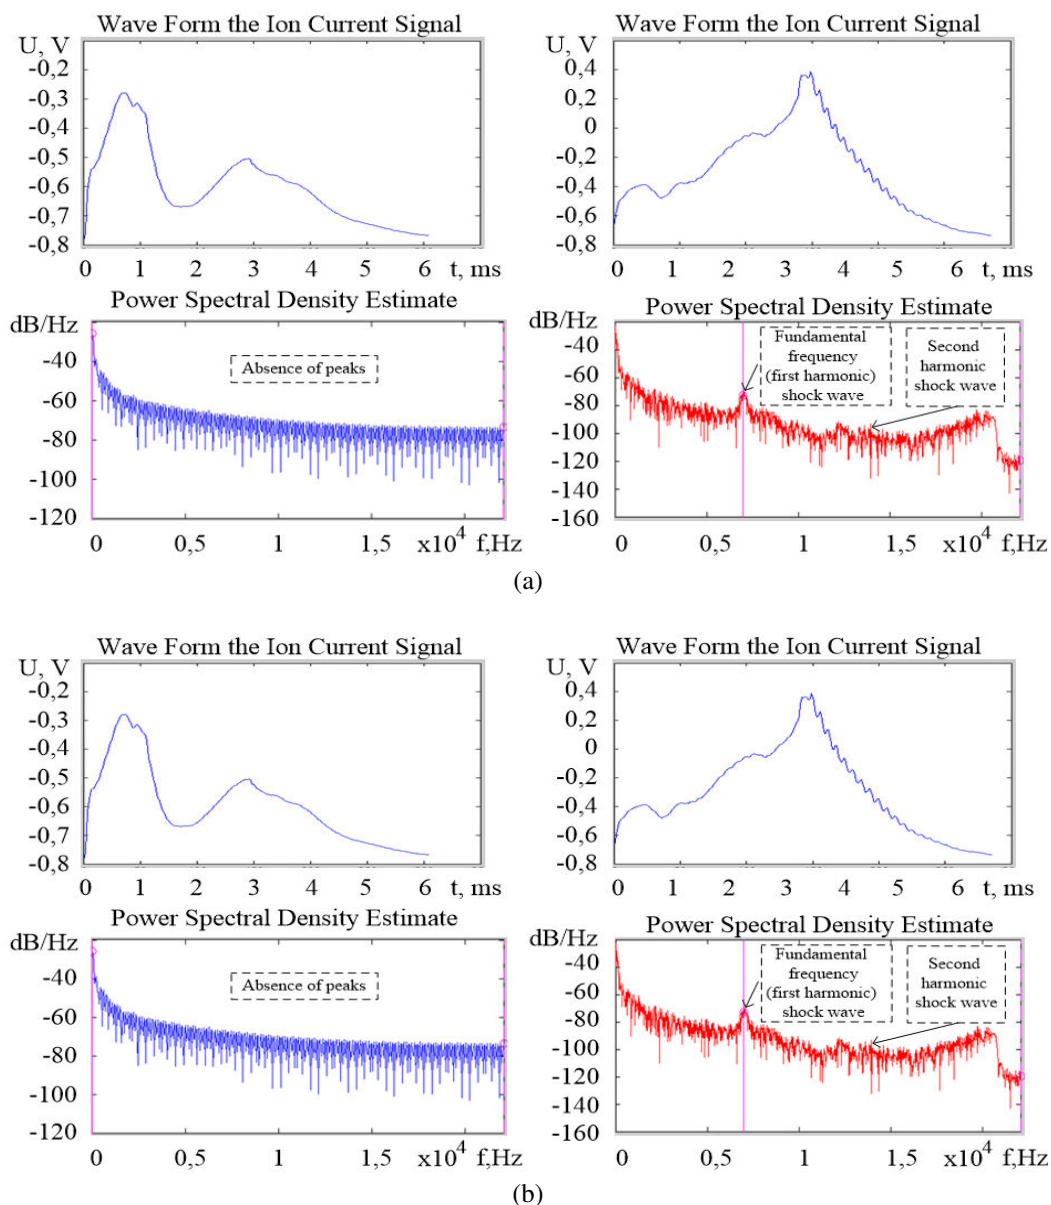 Wave Form the Ion Current Signal
U, V
-0,2
-0,3
-0,4
-0,5
-0,6
-0,7
-0,8
0 1 2 3 4 5 6 t, ms
Wave Form the Ion Current Signal
U, V
0,4
0,2
0
-0,2
-0,4
-0,6
-0,8
0 1 2 3 4 5 6 t, ms
Power Spectral Density Estimate
dB/Hz
-40
-60
-80
-100
-120
Absence of peaks
0 0,5 1 1,5 x10⁴ f,Hz
Power Spectral Density Estimate
dB/Hz
-40
-60
-80
-100
-120
-140
-160
Fundamental
frequency
(first harmonic)
shock wave
Second
harmonic
shock wave
0 0,5 1 1,5 x10⁴ f,Hz
(a)
Wave Form the Ion Current Signal
U, V
-0,2
-0,3
-0,4
-0,5
-0,6
-0,7
-0,8
0 1 2 3 4 5 6 t, ms
Wave Form the Ion Current Signal
U, V
0,4
0,2
0
-0,2
-0,4
-0,6
-0,8
0 1 2 3 4 5 6 t, ms
Power Spectral Density Estimate
dB/Hz
-40
-60
-80
-100
-120
Absence of peaks
0 0,5 1 1,5 x10⁴ f,Hz
Power Spectral Density Estimate
dB/Hz
-40
-60
-80
-100
-120
-140
-160
Fundamental
frequency
(first harmonic)
shock wave
Second
harmonic
shock wave
0 0,5 1 1,5 x10⁴ f,Hz
(b)